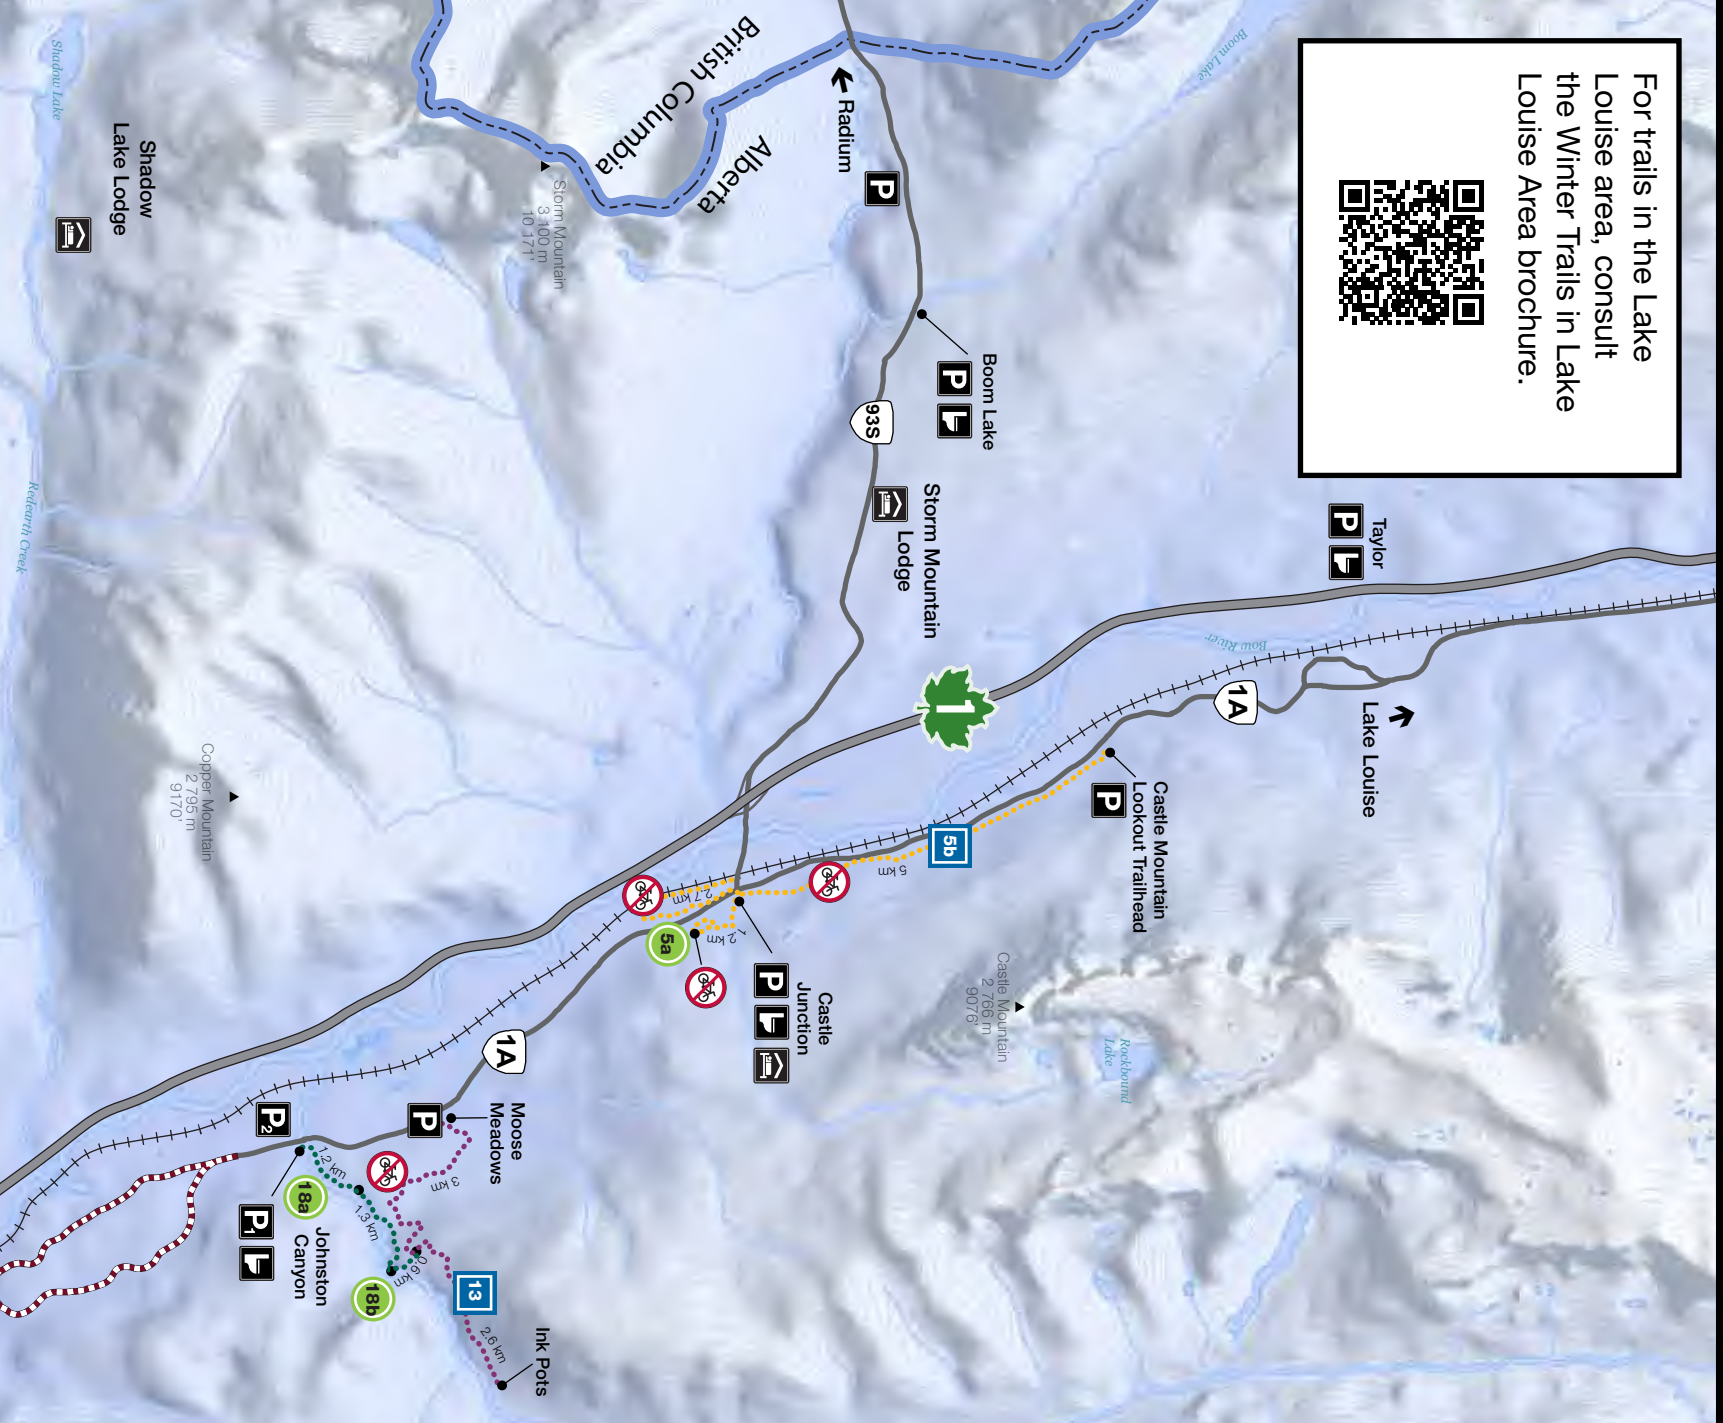 For trails in the Lake
Louise area, consult
the Winter Trails in Lake
Louise Area brochure.
Boom Lake
British Columbia
Alberta
Radium
P
Shadow Lake
Shadow
Lake Lodge
Storm Mountain
3 100 m
10 171'
Boom Lake
P
93S
Storm Mountain
Lodge
Redearth Creek
Taylor
P
Bow River
1
1A
Lake Louise
Castle Mountain
Lookout Trailhead
P
Copper Mountain
2 795 m
9170'
5b
5 km
2.7 km
1.2 km
5a
Castle
Junction
P
Castle Mountain
2 766 m
9076'
Rockbound
Lake
1A
Moose
Meadows
P
P2
3 km
1.2 km
18a
1.3 km
P1
Johnston
Canyon
0.6 km
18b
13
2.6 km
Ink Pots